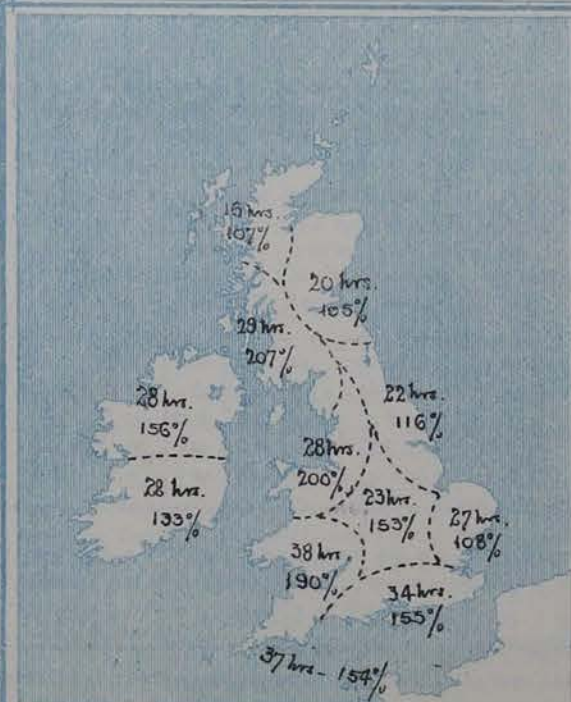 15 hrs.
107%
20 hrs.
105%
29 hrs.
207%
28 hrs.
156%
22 hrs.
116%
28 hrs.
200%
28 hrs.
133%
23 hrs.
153%
27 hrs.
108%
38 hrs.
190%
34 hrs.
155%
37 hrs - 154%